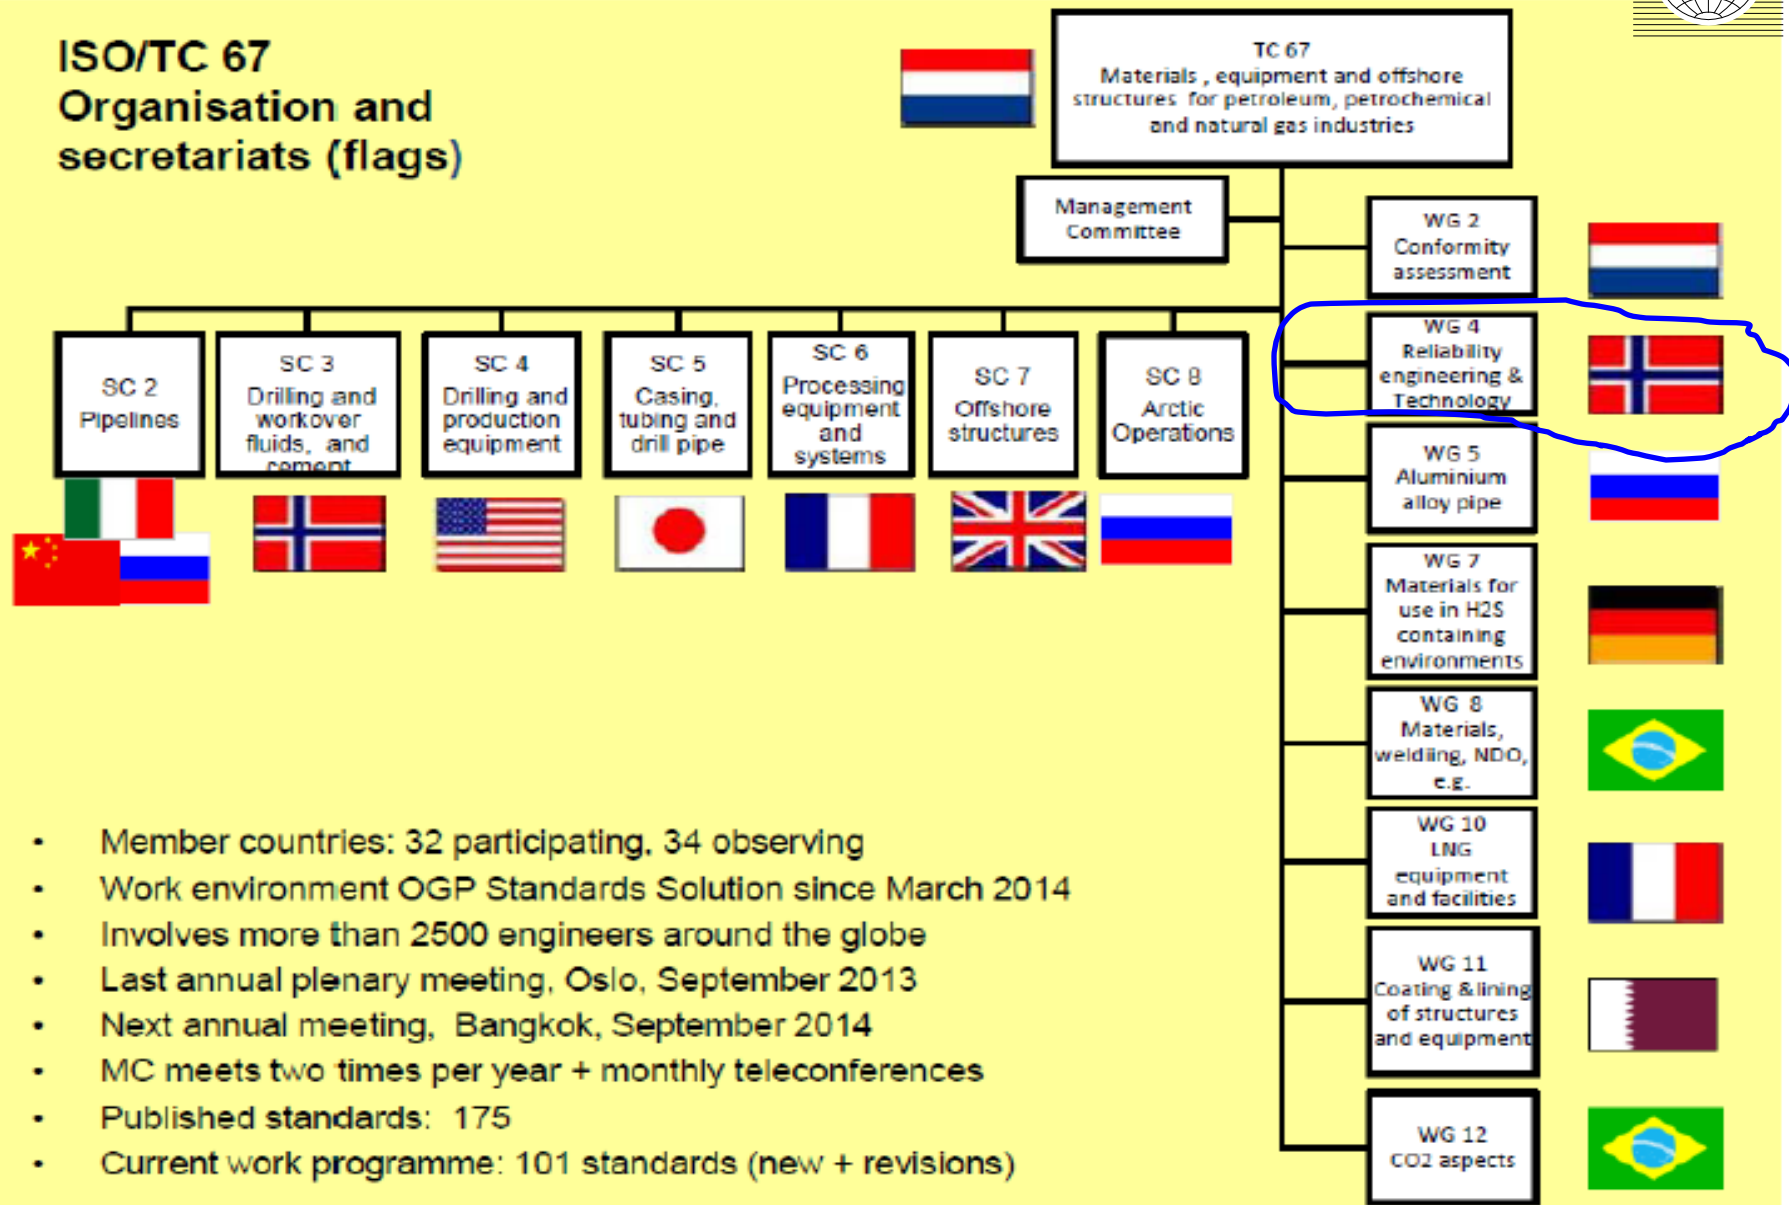 ISO/TC 67
Organisation and
secretariats (flags)
TC 67
Materials , equipment and offshore
structures for petroleum, petrochemical
and natural gas industries
Management
Committee
WG 2
Conformity
assessment
WG 4
Reliability
engineering &
Technology
WG 5
Aluminium
alloy pipe
WG 7
Materials for
use in H2S
containing
environments
WG 8
Materials,
weldiing, NDO,
e.g.
WG 10
LNG
equipment
and facilities
WG 11
Coating & lining
of structures
and equipment
WG 12
CO2 aspects
SC 2
Pipelines
SC 3
Drilling and
workover
fluids, and
cement
SC 4
Drilling and
production
equipment
SC 5
Casing,
tubing and
drill pipe
SC 6
Processing
equipment
and
systems
SC 7
Offshore
structures
SC 8
Arctic
Operations
• Member countries: 32 participating, 34 observing
• Work environment OGP Standards Solution since March 2014
• Involves more than 2500 engineers around the globe
• Last annual plenary meeting, Oslo, September 2013
• Next annual meeting, Bangkok, September 2014
• MC meets two times per year + monthly teleconferences
• Published standards: 175
• Current work programme: 101 standards (new + revisions)